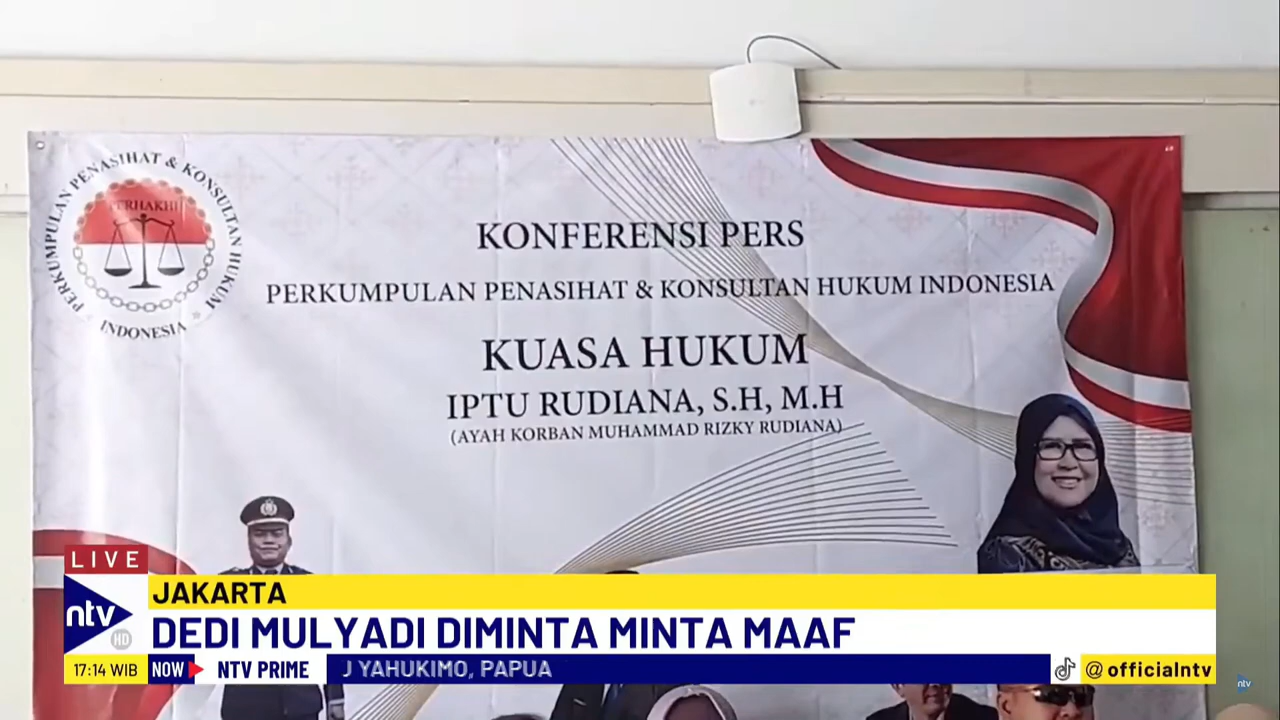 PERKUMPULAN PENASIHAT & KONSULTAN HUKUM
INDONESIA
PERHAKHI
KONFERENSI PERS
PERKUMPULAN PENASIHAT & KONSULTAN HUKUM INDONESIA
KUASA HUKUM
IPTU RUDIANA, S.H, M.H
(AYAH KORBAN MUHAMMAD RIZKY RUDIANA)
LIVE
JAKARTA
ntv
HD
DEDI MULYADI DIMINTA MINTA MAAF
17:14 WIB
NOW
NTV PRIME
J YAHUKIMO, PAPUA
@officialntv
ntv